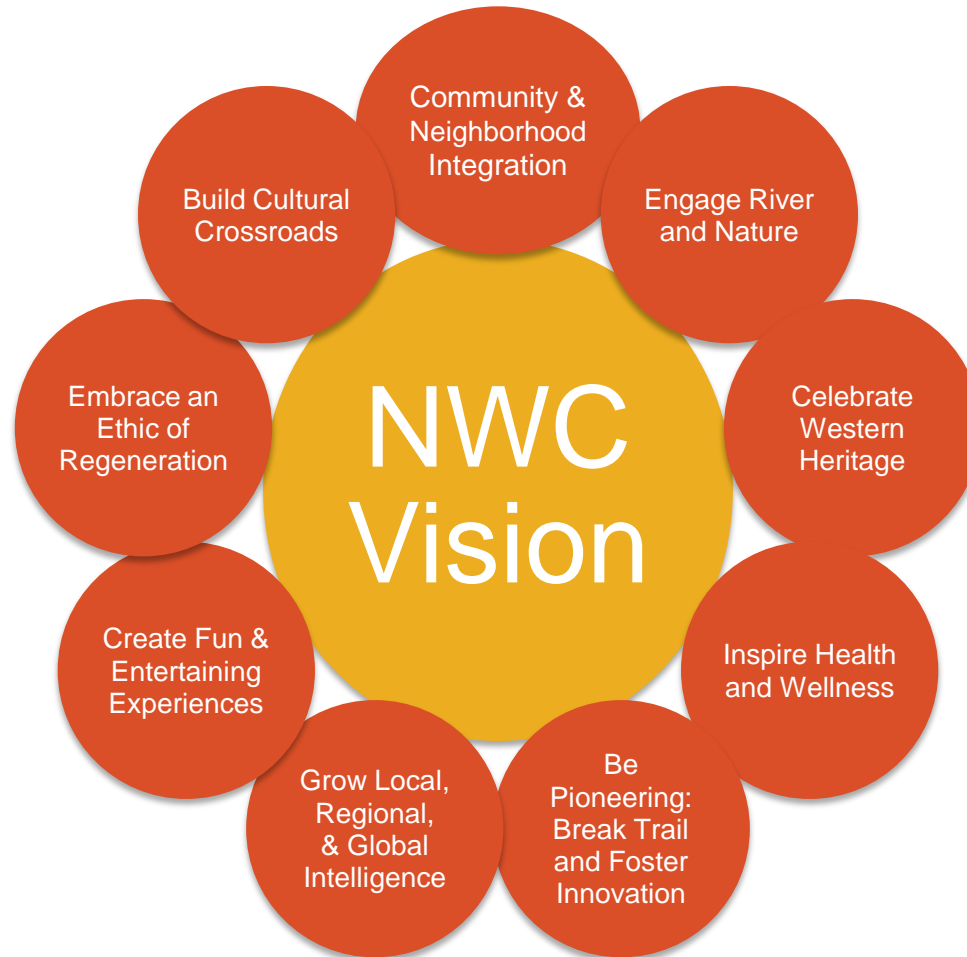 Community &
Neighborhood
Integration
Engage River
and Nature
Celebrate
Western
Heritage
Inspire Health
and Wellness
Be
Pioneering:
Break Trail
and Foster
Innovation
Grow Local,
Regional,
& Global
Intelligence
Create Fun &
Entertaining
Experiences
Embrace an
Ethic of
Regeneration
Build Cultural
Crossroads
NWC
Vision